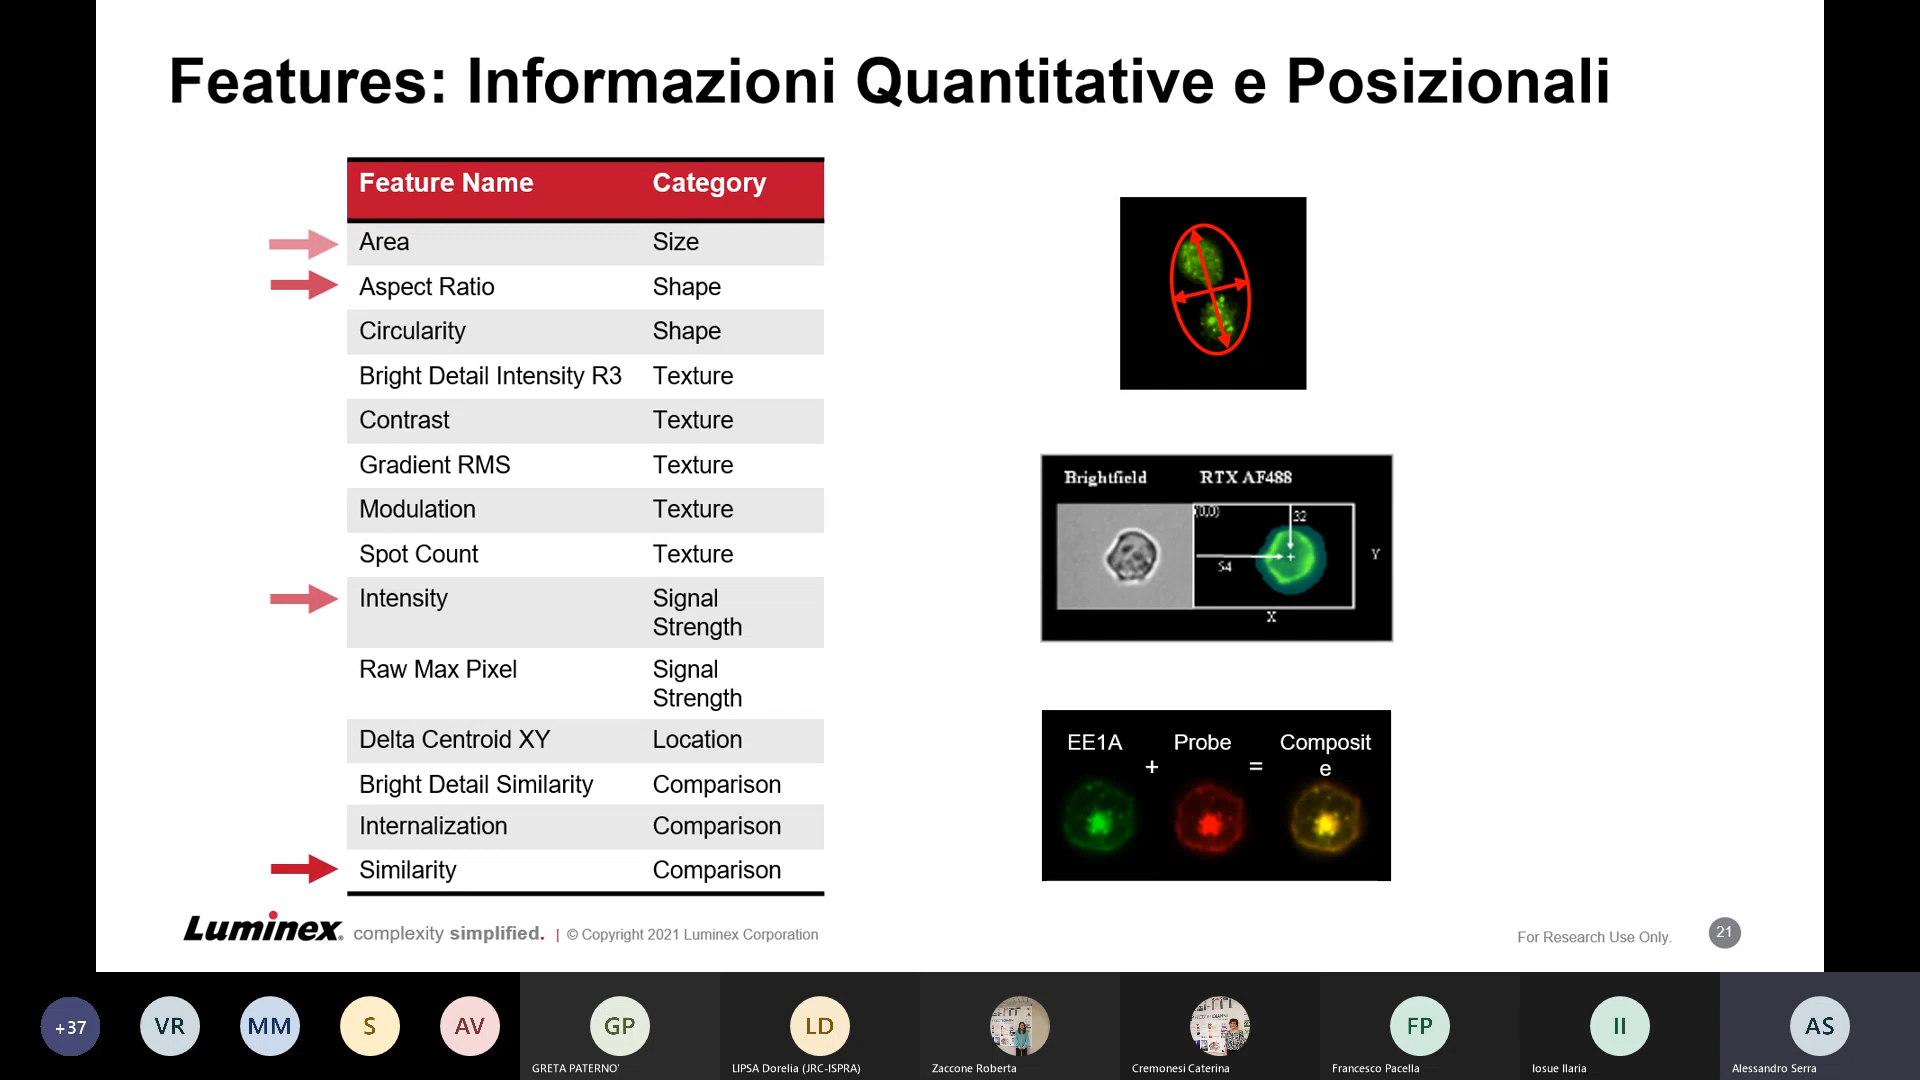 Features: Informazioni Quantitative e Posizionali
Feature Name Category
Area Size
Aspect Ratio Shape
Circularity Shape
Bright Detail Intensity R3 Texture
Contrast Texture
Gradient RMS Texture
Modulation Texture
Spot Count Texture
Intensity Signal
Strength
Raw Max Pixel Signal
Strength
Delta Centroid XY Location
Bright Detail Similarity Comparison
Internalization Comparison
Similarity Comparison
Brightfield RTX AF488
(0,0)
32
54
Y
X
EE1A + Probe = Composit
e
Luminex complexity simplified. | © Copyright 2021 Luminex Corporation
For Research Use Only. 21
+37 VR MM S AV GP LD FP II AS
GRETA PATERNO' LIPSA Dorelia (JRC-ISPRA) Zaccone Roberta Cremonesi Caterina Francesco Pacella Iosue Ilaria Alessandro Serra